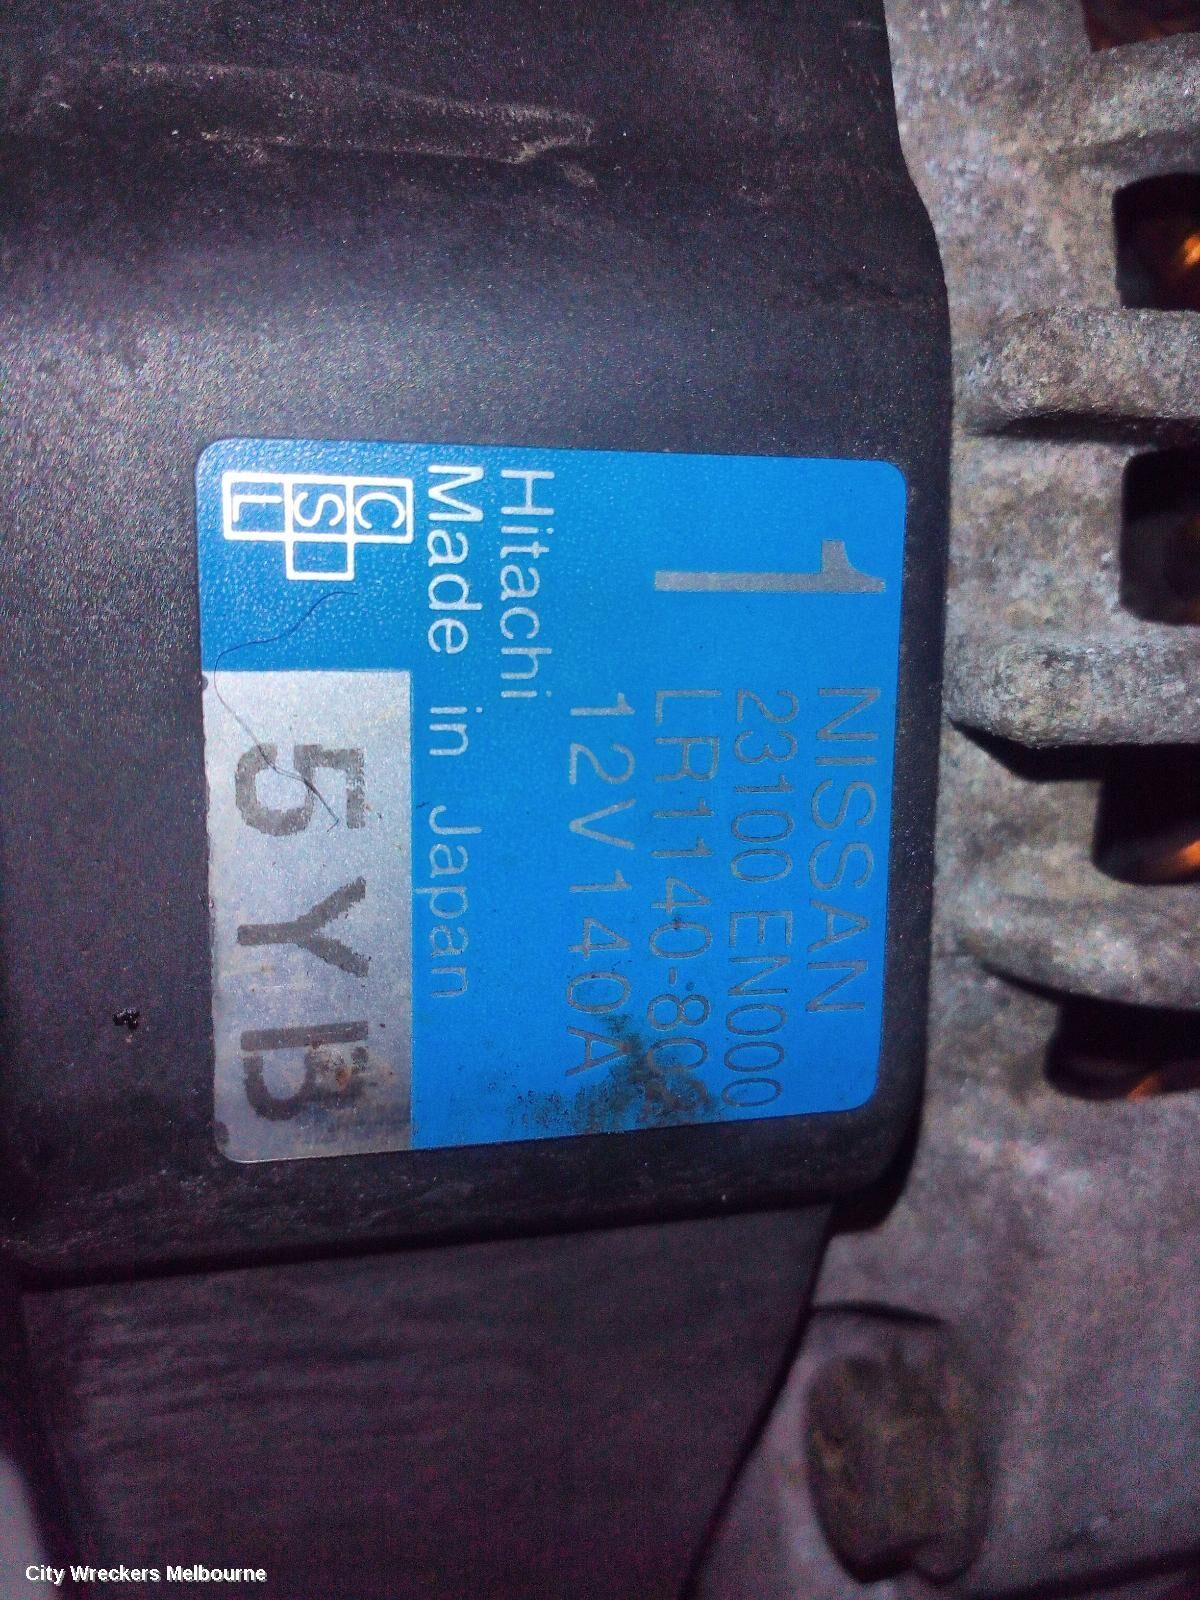 1
NISSAN
23100 EN000
12V140A
Hitachi
Made in Japan
C
S
L
5YB
City Wreckers Melbourne